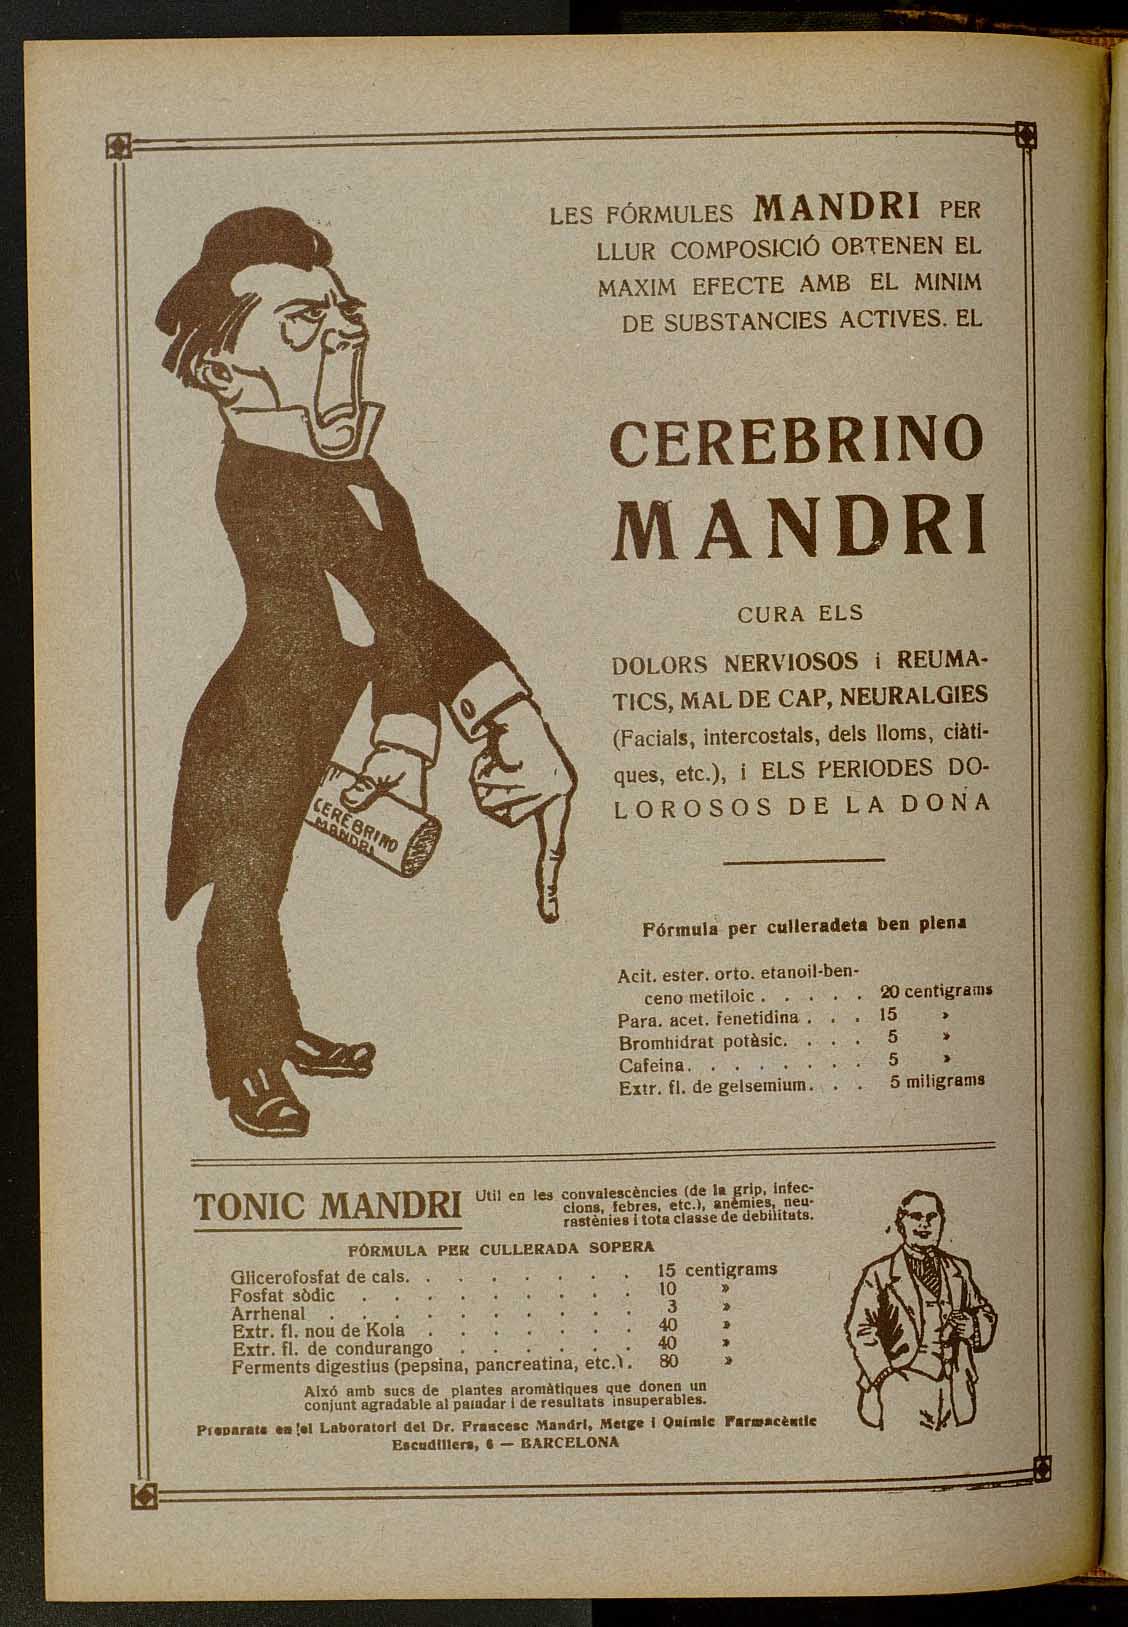 LES FÓRMULES MANDRI PER
LLUR COMPOSICIÓ OBTENEN EL
MAXIM EFECTE AMB EL MINIM
DE SUBSTANCIES ACTIVES. EL
CEREBRINO
MANDRI
CURA ELS
DOLORS NERVIOSOS i REUMA-
TICS, MAL DE CAP, NEURALGIES
(Facials, intercostals, dels lloms, ciàti-
ques, etc.), i ELS PERIODES DO-
LOROSOS DE LA DONA
CEREBRINO
MANDRI
Fórmula per culleradeta ben plena
Acit. ester. orto. etanoil-ben-
ceno metiloic . . . . . 20 centigrams
Para. acet. fenetidina . . . 15 »
Bromhidrat potàsic. . . . 5 »
Cafeina. . . . . . . . 5 »
Extr. fl. de gelsemium. . . 5 miligrams
TONIC MANDRI
Util en les convalescències (de la grip, infec-
cions, febres, etc.), anèmies, neu-
rastènies i tota classe de debilitats.
FÓRMULA PER CULLERADA SOPERA
Glicerofosfat de cals. . . . . . . . 15 centigrams
Fosfat sòdic . . . . . . . . . 10 »
Arrhenal . . . . . . . . . . 3 »
Extr. fl. nou de Kola . . . . . . . 40 »
Extr. fl. de condurango . . . . . . 40 »
Ferments digestius (pepsina, pancreatina, etc.). 80 »
Aixó amb sucs de plantes aromàtiques que donen un
conjunt agradable al paladar i de resultats insuperables.
Preparats en el Laboratori del Dr. Francesc Mandri, Metge i Químic Farmacèutic
Escudillers, 6 — BARCELONA